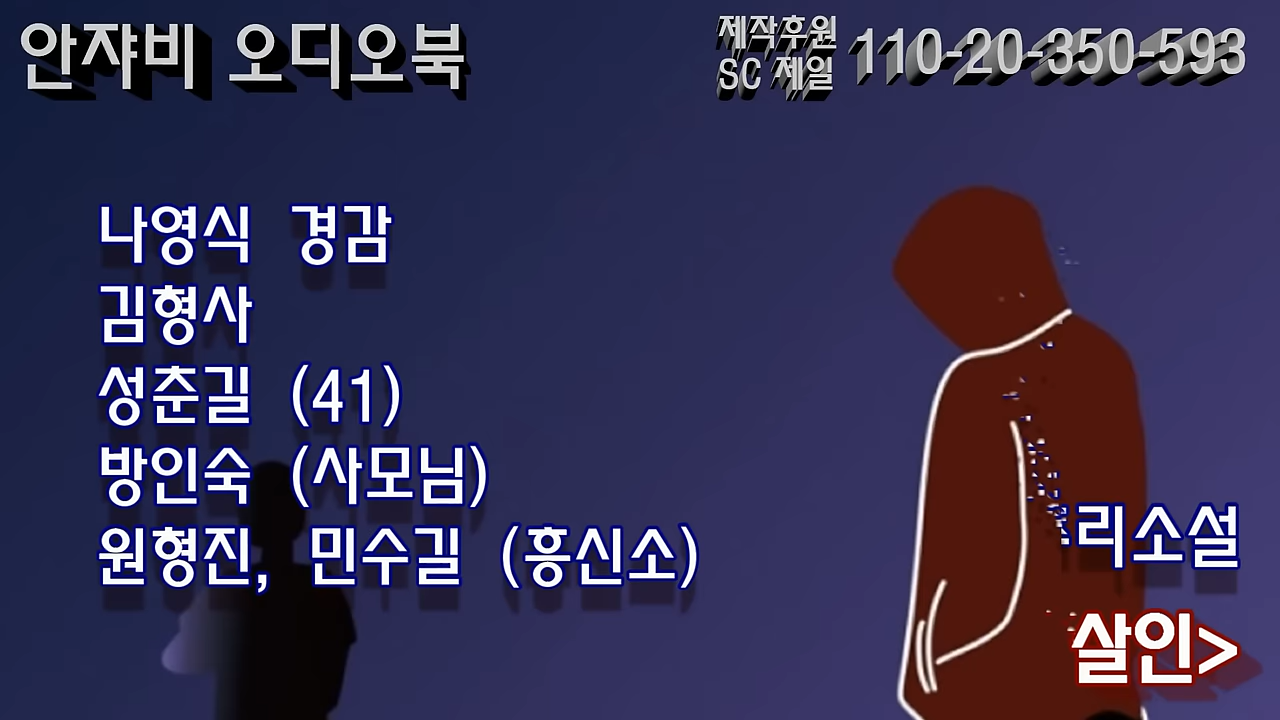 안쟈비 오디오북
제작후원
SC 제일
110-20-350-593
나영식 경감
김형사
성춘길 (41)
방인숙 (사모님)
원형진, 민수길 (흥신소)
리소설
살인>